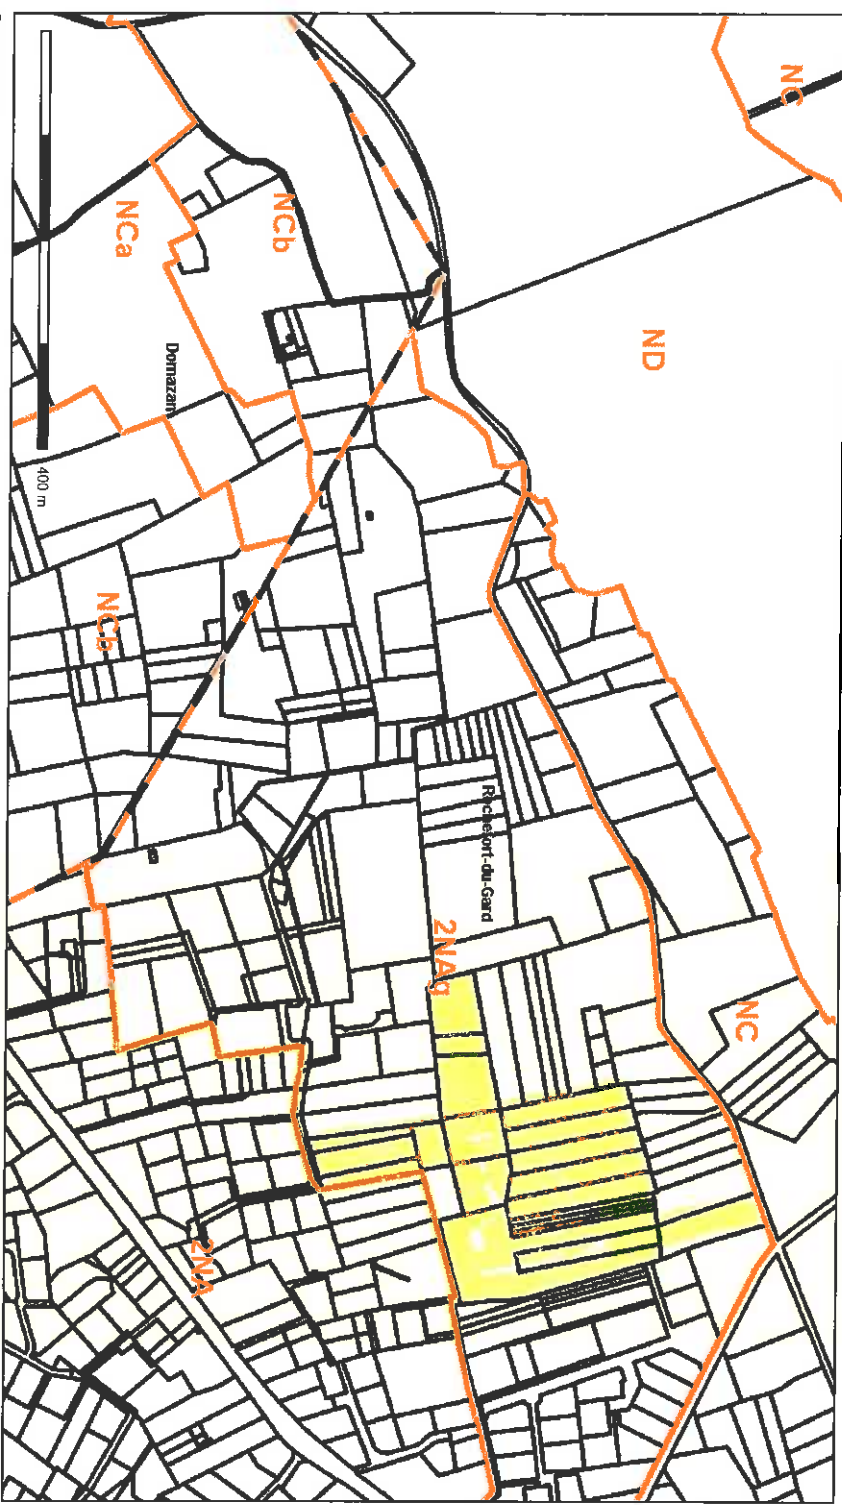 NC
ND
NCb
NCa
Domazan
400 m
NCb
Rochefort-du-Gard
2NAg
NC
2NA